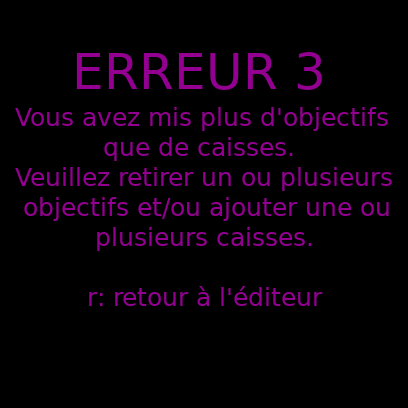 ERREUR 3
Vous avez mis plus d'objectifs
que de caisses.
Veuillez retirer un ou plusieurs
objectifs et/ou ajouter une ou
plusieurs caisses.
r: retour à l'éditeur